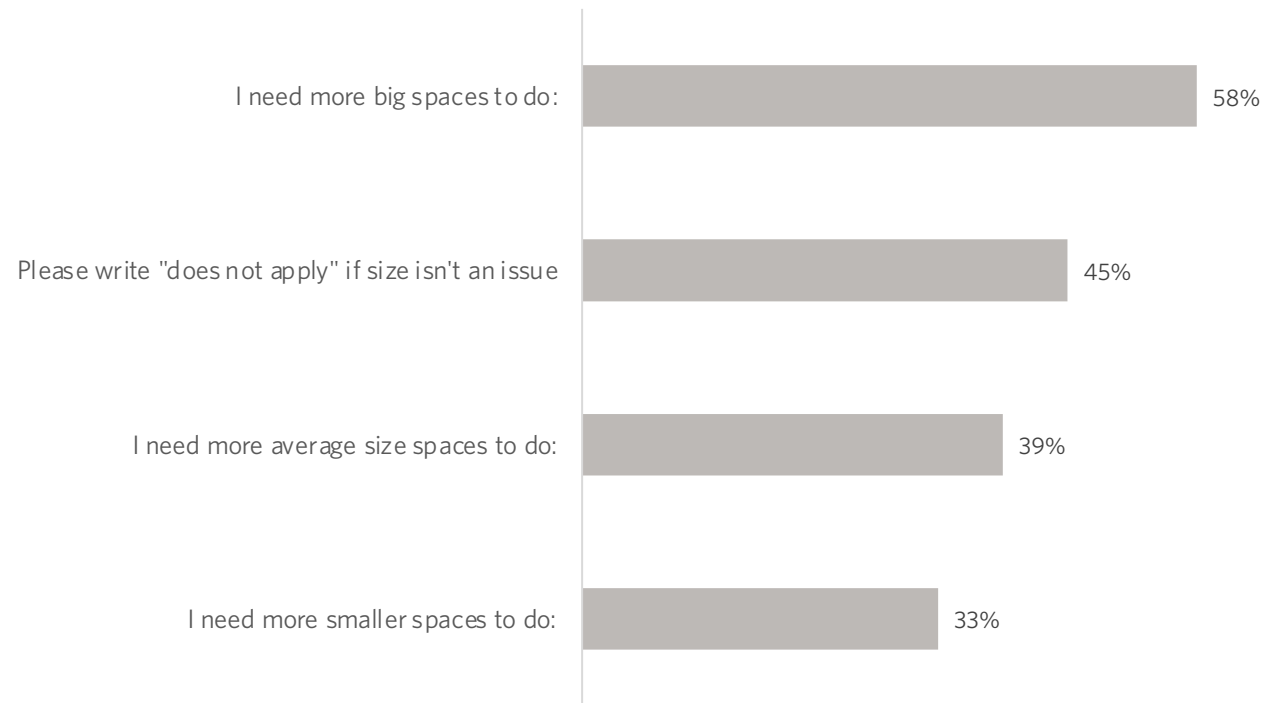 I need more big spaces to do:
58%
Please write "does not apply" if size isn't an issue
45%
I need more average size spaces to do:
39%
I need more smaller spaces to do:
33%